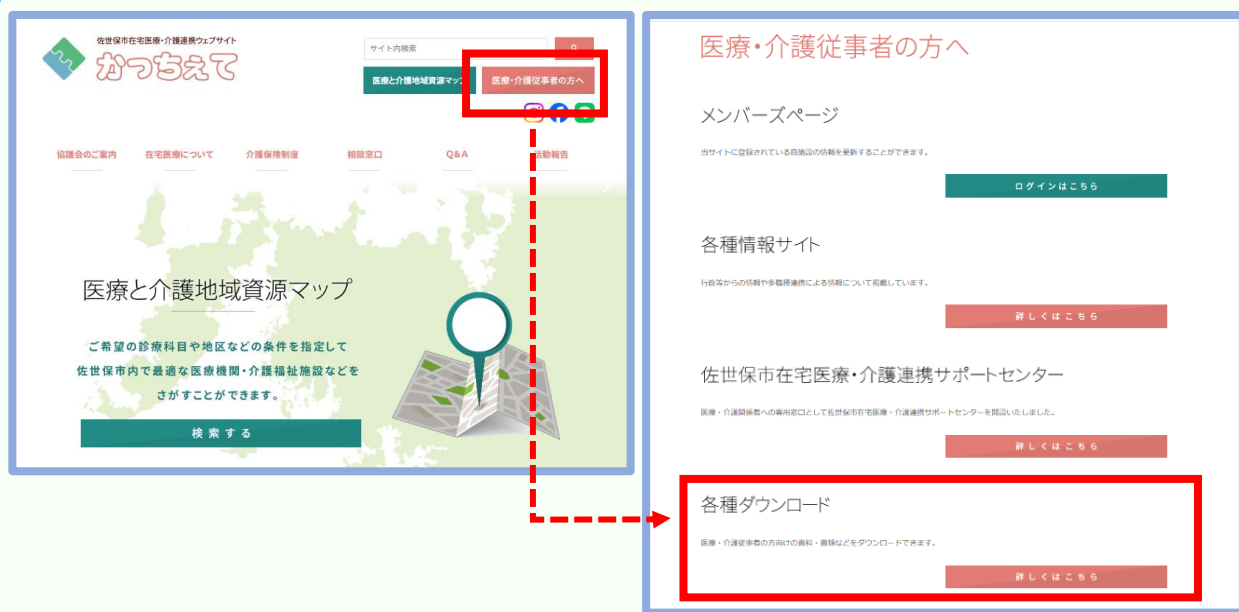 佐世保市在宅医療・介護連携ウェブサイト
かっちぇて
サイト内検索
医療と介護地域資源マップ
医療・介護従事者の方へ
協議会のご案内
在宅医療について
介護保険制度
相談窓口
Q&A
活動報告
医療と介護地域資源マップ
ご希望の診療科目や地区などの条件を指定して
佐世保市内で最適な医療機関・介護福祉施設などを
さがすことができます。
検索する
医療・介護従事者の方へ
メンバーズページ
当サイトに登録されている自施設の情報を更新することができます。
ログインはこちら
各種情報サイト
行政等からの情報や多職種連携による情報について掲載しています。
詳しくはこちら
佐世保市在宅医療・介護連携サポートセンター
医療・介護関係者への専用窓口として佐世保市在宅医療・介護連携サポートセンターを開設いたしました。
詳しくはこちら
各種ダウンロード
医療・介護従事者の方向けの資料・書類などをダウンロードできます。
詳しくはこちら